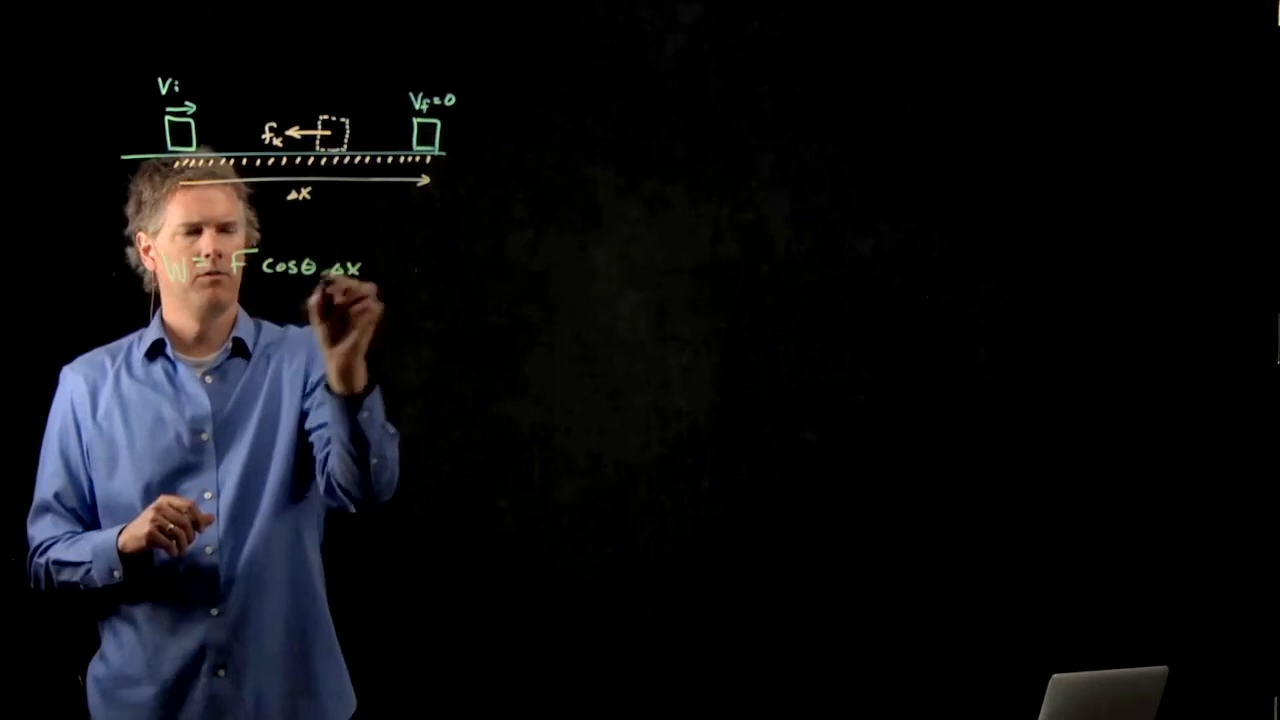 Vi
Vf=0
fk
ΔX
W= F cosθ ΔX